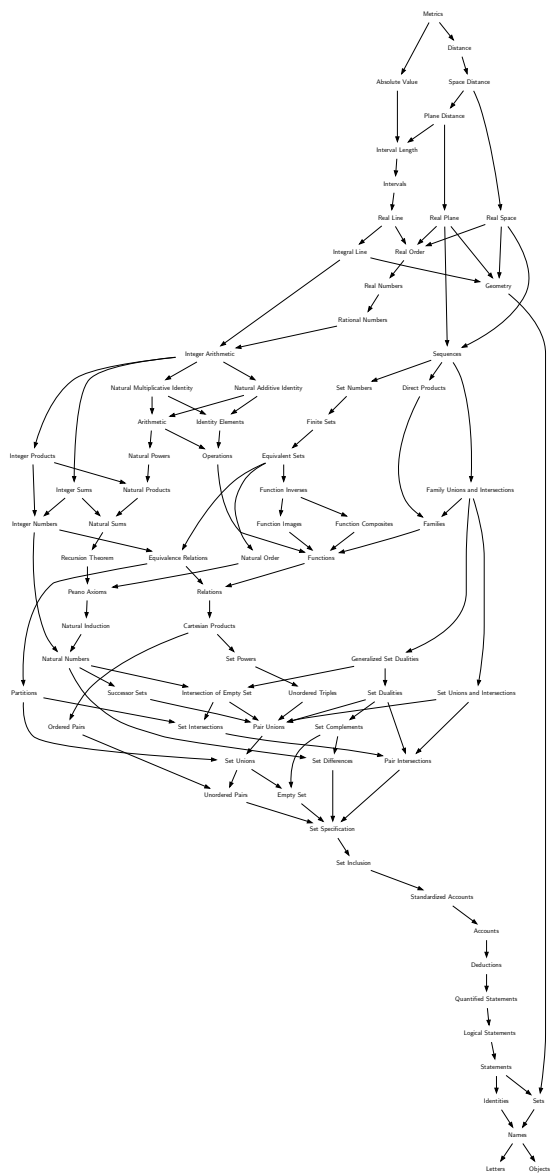 Metrics
Distance
Absolute Value
Space Distance
Plane Distance
Interval Length
Intervals
Real Line
Real Plane
Real Space
Integral Line
Real Order
Real Numbers
Geometry
Rational Numbers
Integer Arithmetic
Sequences
Natural Multiplicative Identity
Natural Additive Identity
Set Numbers
Direct Products
Arithmetic
Identity Elements
Finite Sets
Integer Products
Natural Powers
Operations
Equivalent Sets
Integer Sums
Natural Products
Function Inverses
Family Unions and Intersections
Integer Numbers
Natural Sums
Function Images
Function Composites
Families
Recursion Theorem
Equivalence Relations
Natural Order
Functions
Peano Axioms
Relations
Natural Induction
Cartesian Products
Natural Numbers
Set Powers
Generalized Set Dualities
Partitions
Successor Sets
Intersection of Empty Set
Unordered Triples
Set Dualities
Set Unions and Intersections
Ordered Pairs
Set Intersections
Pair Unions
Set Complements
Set Unions
Set Differences
Pair Intersections
Unordered Pairs
Empty Set
Set Specification
Set Inclusion
Standardized Accounts
Accounts
Deductions
Quantified Statements
Logical Statements
Statements
Identities
Sets
Names
Letters
Objects